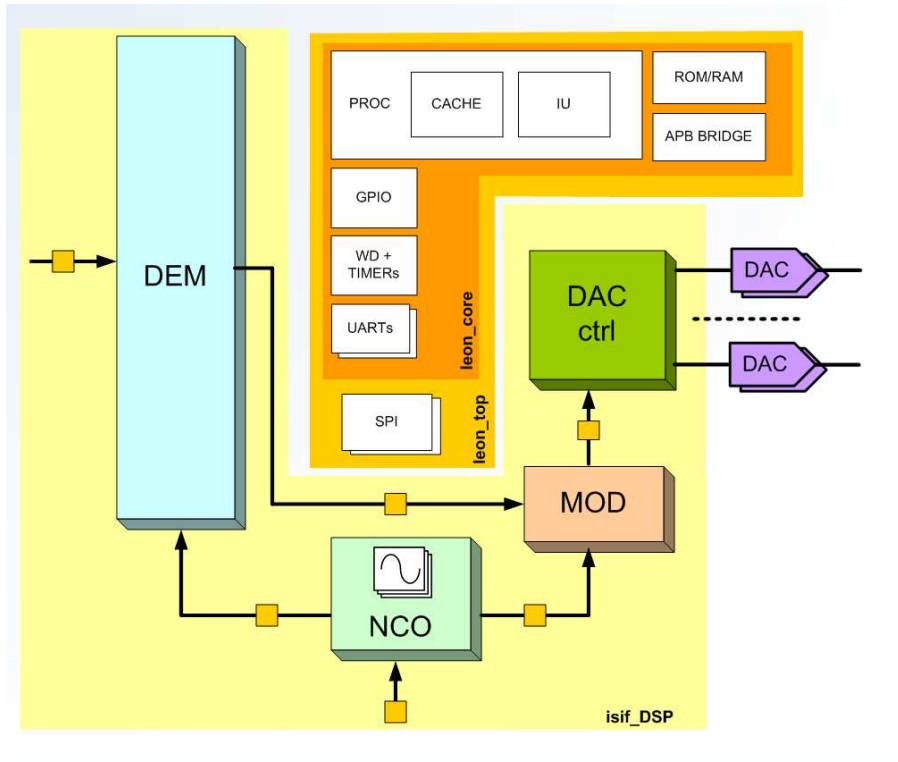 PROC
CACHE
IU
ROM/RAM
APB BRIDGE
GPIO
WD +
TIMERs
UARTs
leon_core
SPI
leon_top
DEM
DAC
ctrl
DAC
DAC
MOD
NCO
isif_DSP